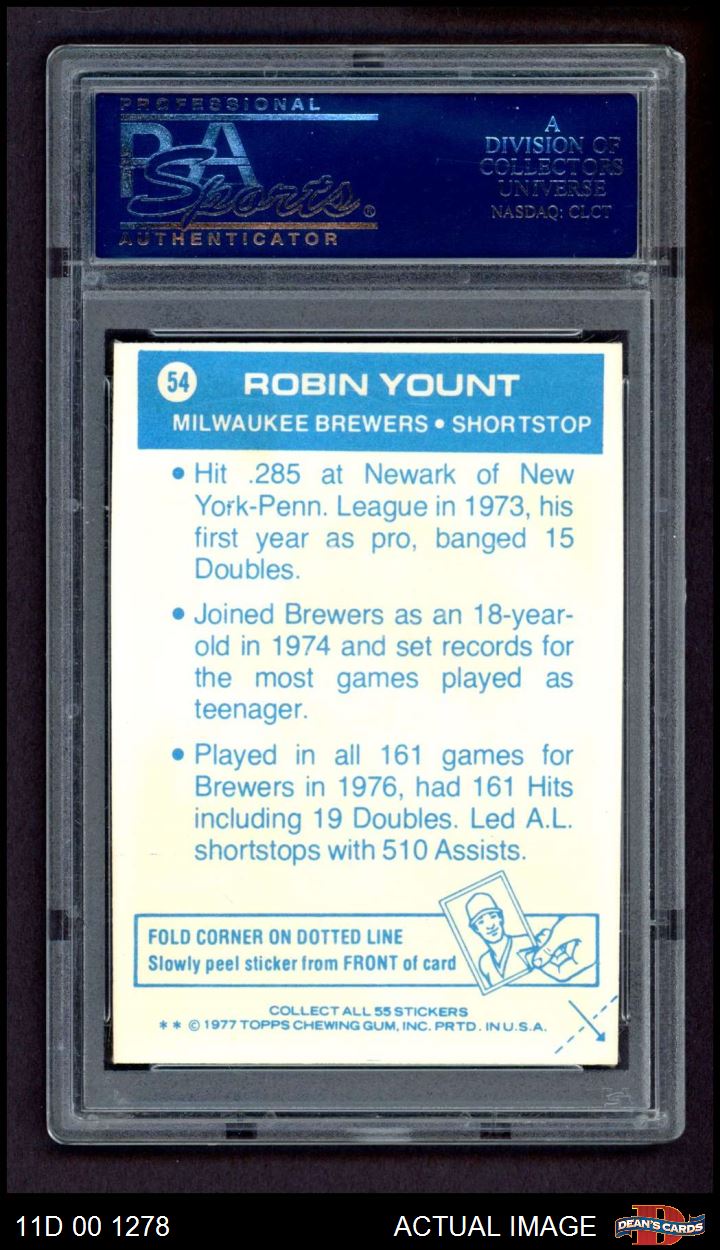 PROFESSIONAL
PSA
Sports®
AUTHENTICATOR
A
DIVISION OF
COLLECTORS
UNIVERSE
NASDAQ: CLCT
54 ROBIN YOUNT
MILWAUKEE BREWERS • SHORTSTOP
• Hit .285 at Newark of New
York-Penn. League in 1973, his
first year as pro, banged 15
Doubles.
• Joined Brewers as an 18-year-
old in 1974 and set records for
the most games played as
teenager.
• Played in all 161 games for
Brewers in 1976, had 161 Hits
including 19 Doubles. Led A.L.
shortstops with 510 Assists.
FOLD CORNER ON DOTTED LINE
Slowly peel sticker from FRONT of card
COLLECT ALL 55 STICKERS
* * © 1977 TOPPS CHEWING GUM, INC. PRTD. IN U.S.A.
11D 00 1278
ACTUAL IMAGE
DEAN'S CARDS